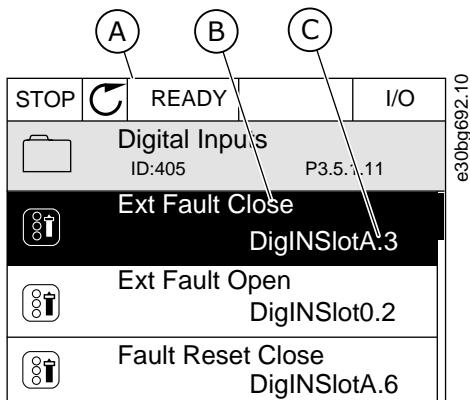 A B C
STOP READY I/O
Digital Inputs
ID:405 P3.5.1.11
Ext Fault Close
DigINSlotA.3
Ext Fault Open
DigINSlot0.2
Fault Reset Close
DigINSlotA.6
e30bg692.10